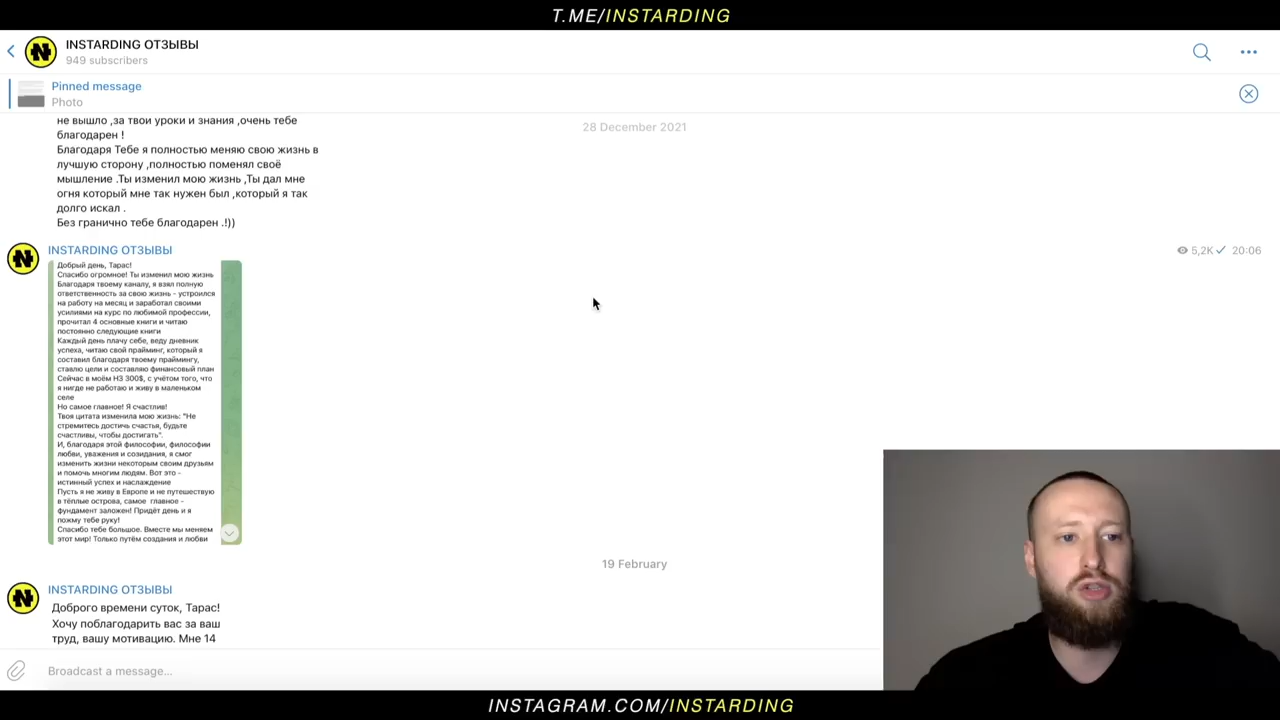 T.ME/INSTARDING
INSTARDING ОТЗЫВЫ
949 subscribers
Pinned message
Photo
28 December 2021
не вышло ,за твои уроки и знания ,очень тебе
благодарен !
Благодаря Тебе я полностью меняю свою жизнь в
лучшую сторону ,полностью поменял своё
мышление .Ты изменил мою жизнь ,Ты дал мне
огня который мне так нужен был ,который я так
долго искал .
Без гранично тебе благодарен .!))
INSTARDING ОТЗЫВЫ
5,2K 20:06
Добрый день, Тарас!
Спасибо огромное! Ты изменил мою жизнь
Благодаря твоему каналу, я взял полную
ответственность за свою жизнь - устроился
на работу на месяц и заработал своими
усилиями на курс по любимой профессии,
прочитал 4 основные книги и читаю
постоянно следующие книги
Каждый день плачу себе, веду дневник
успеха, читаю свой прайминг, который я
составил благодаря твоему праймингу,
ставлю цели и составляю финансовый план
Сейчас в моём НЗ 300$, с учётом того, что
я нигде не работаю и живу в маленьком
селе
Но самое главное! Я счастлив!
Твоя цитата изменила мою жизнь: "Не
стремитесь достичь счастья, будьте
счастливы, чтобы достигать".
И, благодаря этой философии, философии
любви, уважения и созидания, я смог
изменить жизни некоторым своим друзьям
и помочь многим людям. Вот это -
истинный успех и наслаждение
Пусть я не живу в Европе и не путешествую
в тёплые острова, самое главное -
фундамент заложен! Придёт день и я
пожму тебе руку!
Спасибо тебе большое. Вместе мы меняем
этот мир! Только путём создания и любви
19 February
INSTARDING ОТЗЫВЫ
Доброго времени суток, Тарас!
Хочу поблагодарить вас за ваш
труд, вашу мотивацию. Мне 14
Broadcast a message...
INSTAGRAM.COM/INSTARDING